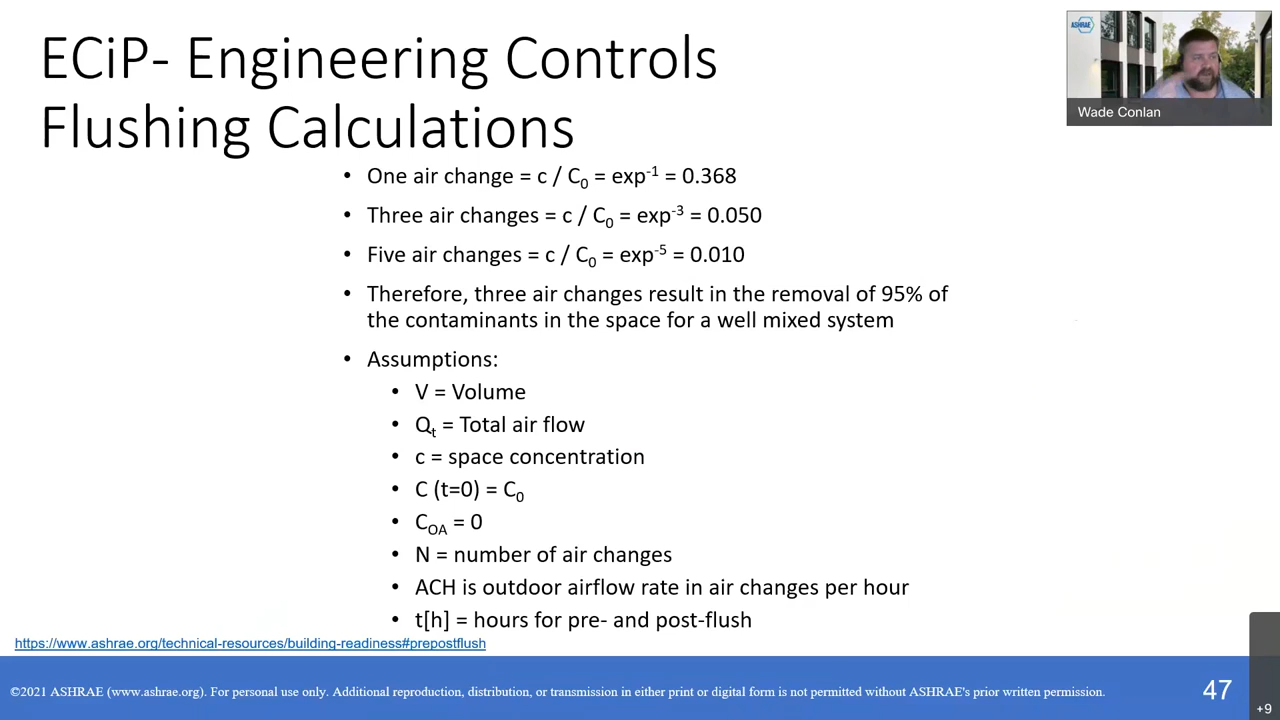 ECiP- Engineering Controls
Flushing Calculations
ASHRAE
Wade Conlan
• One air change = c / C₀ = exp⁻¹ = 0.368
• Three air changes = c / C₀ = exp⁻³ = 0.050
• Five air changes = c / C₀ = exp⁻⁵ = 0.010
• Therefore, three air changes result in the removal of 95% of
the contaminants in the space for a well mixed system
• Assumptions:
• V = Volume
• Qₜ = Total air flow
• c = space concentration
• C (t=0) = C₀
• C_OA = 0
• N = number of air changes
• ACH is outdoor airflow rate in air changes per hour
• t[h] = hours for pre- and post-flush
https://www.ashrae.org/technical-resources/building-readiness#prepostflush
©2021 ASHRAE (www.ashrae.org). For personal use only. Additional reproduction, distribution, or transmission in either print or digital form is not permitted without ASHRAE's prior written permission.
47
+9